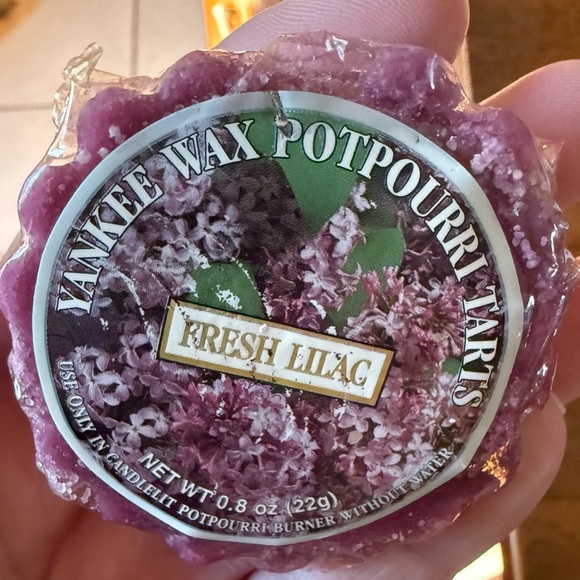 YANKEE WAX POTPOURRI TARTS
FRESH LILAC
NET WT 0.8 oz (22g)
USE ONLY IN CANDLELIT POTPOURRI BURNER WITHOUT WATER